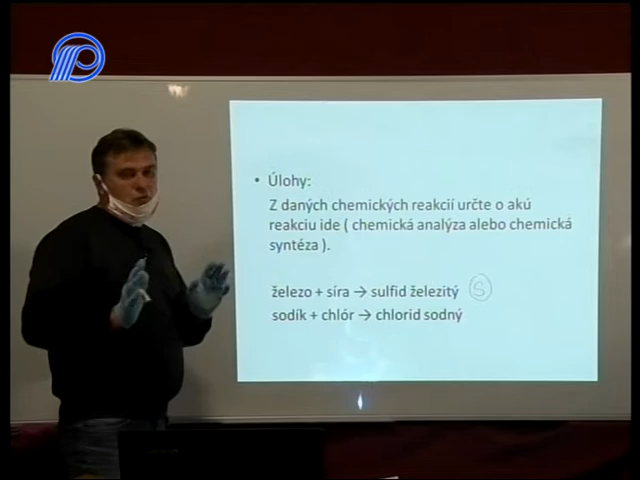 P
• Úlohy:
Z daných chemických reakcií určte o akú
reakciu ide ( chemická analýza alebo chemická
syntéza ).
železo + síra → sulfid železitý S
sodík + chlór → chlorid sodný